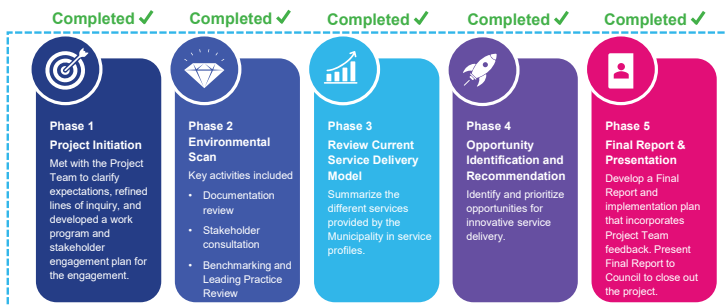 Completed ✓
Completed ✓
Completed ✓
Completed ✓
Completed ✓
Phase 1
Project Initiation
Met with the Project
Team to clarify
expectations, refined
lines of inquiry, and
developed a work
program and
stakeholder
engagement plan for
the engagement.
Phase 2
Environmental
Scan
Key activities included
• Documentation
review
• Stakeholder
consultation
• Benchmarking and
Leading Practice
Review
Phase 3
Review Current
Service Delivery
Model
Summarize the
different services
provided by the
Municipality in service
profiles.
Phase 4
Opportunity
Identification and
Recommendation
Identify and prioritize
opportunities for
innovative service
delivery.
Phase 5
Final Report &
Presentation
Develop a Final
Report and
implementation plan
that incorporates
Project Team
feedback. Present
Final Report to
Council to close out
the project.